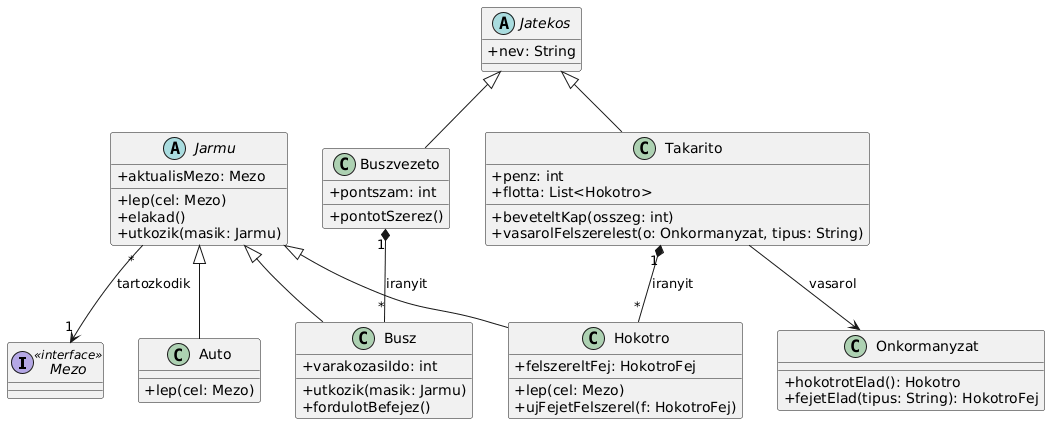 A Jatekos
+nev: String
A Jarmu
+aktualisMezo: Mezo
+lep(cel: Mezo)
+elakad()
+utkozik(masik: Jarmu)
C Buszvezeto
+pontszam: int
+pontotSzerez()
C Takarito
+penz: int
+flotta: List<Hokotro>
+beveteltKap(osszeg: int)
+vasarolFelszerelest(o: Onkormanyzat, tipus: String)
*
tartozkodik
1
1
iranyit
*
1
iranyit
*
vasarol
I <<interface>>
Mezo
C Auto
+lep(cel: Mezo)
C Busz
+varakozasildo: int
+utkozik(masik: Jarmu)
+fordulotBefejez()
C Hokotro
+felszereltFej: HokotroFej
+lep(cel: Mezo)
+ujFejetFelszerel(f: HokotroFej)
C Onkormanyzat
+hokotrotElad(): Hokotro
+fejetElad(tipus: String): HokotroFej